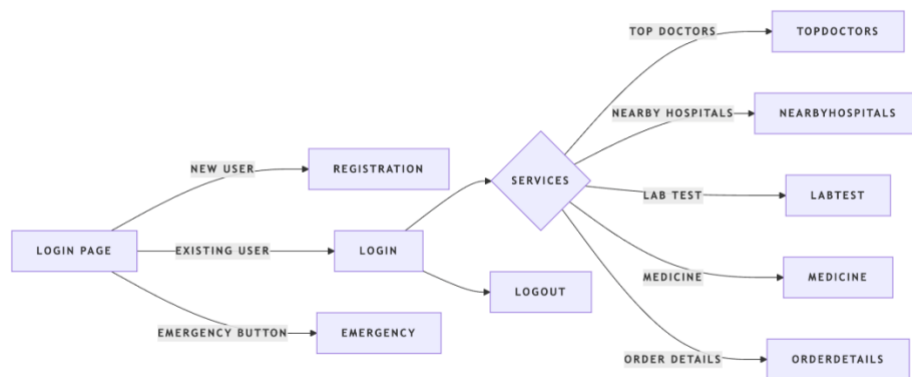 TOP DOCTORS
TOPDOCTORS
NEARBY HOSPITALS
NEARBYHOSPITALS
NEW USER
REGISTRATION
SERVICES
LAB TEST
LABTEST
LOGIN PAGE
EXISTING USER
LOGIN
MEDICINE
MEDICINE
LOGOUT
EMERGENCY BUTTON
EMERGENCY
ORDER DETAILS
ORDERDETAILS